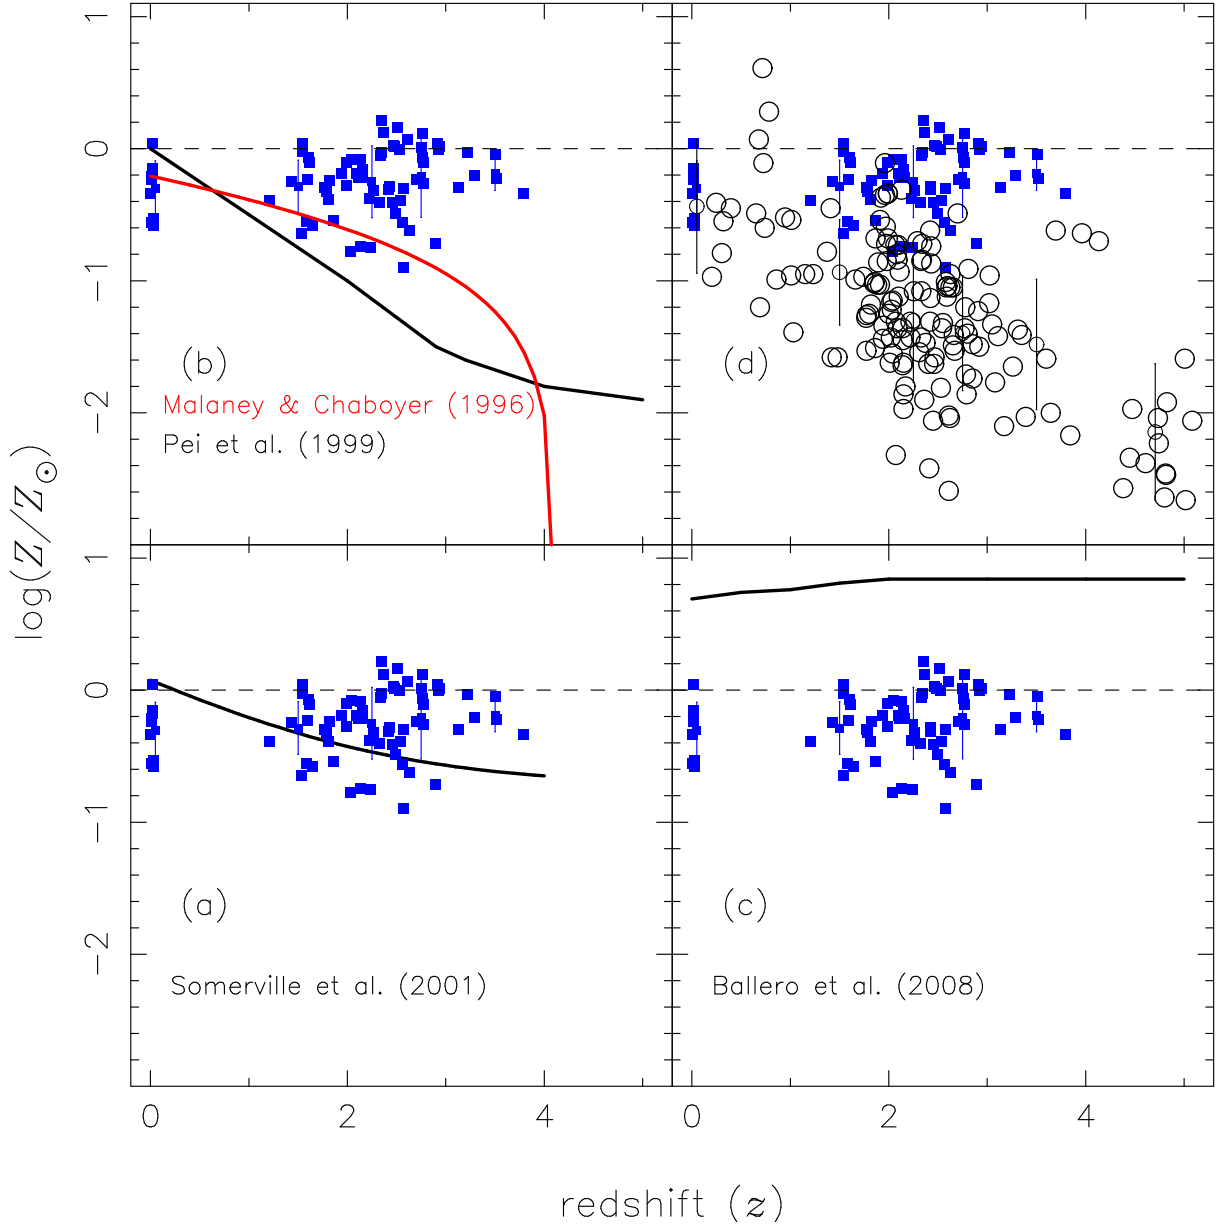 1
0
−1
−2
(b)
Malaney & Chaboyer (1996)
Pei et al. (1999)
(d)
log(Z/Z⊙)
1
0
−1
−2
(a)
Somerville et al. (2001)
(c)
Ballero et al. (2008)
0 2 4 0 2 4
redshift (z)